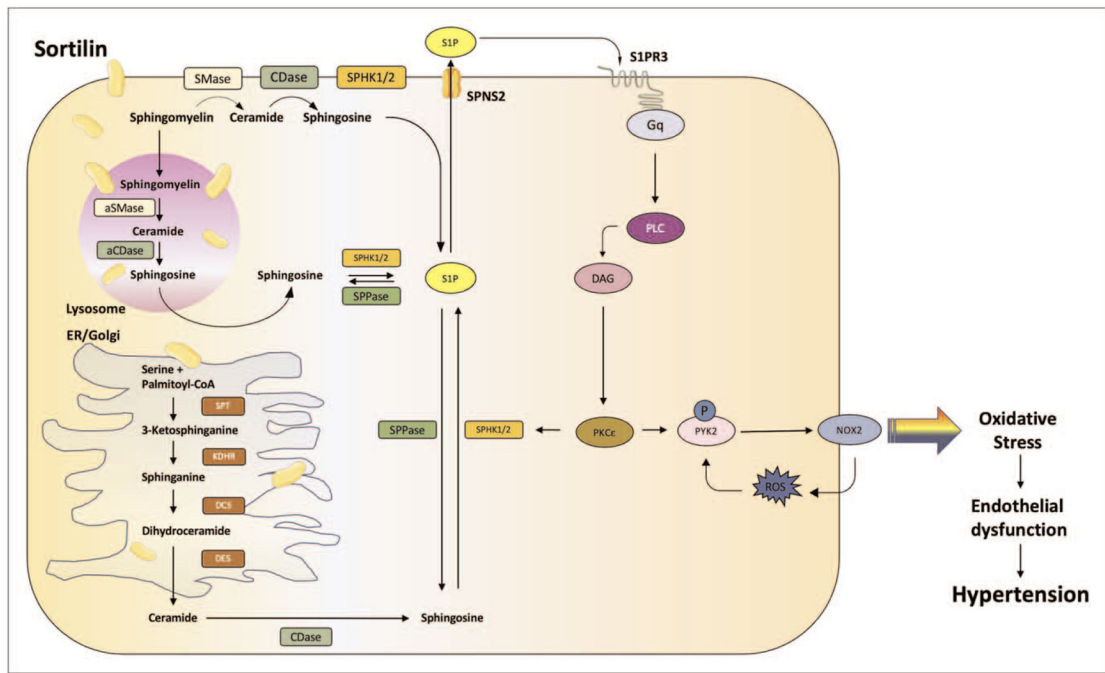 Sortilin
S1P
S1PR3
SMase
CDase
SPHK1/2
SPNS2
Sphingomyelin
Ceramide
Sphingosine
Gq
Sphingomyelin
aSMase
Ceramide
aCDase
Sphingosine
Lysosome
Sphingosine
SPHK1/2
SPPase
S1P
PLC
DAG
ER/Golgi
Serine +
Palmitoyl-CoA
SPT
3-Ketosphinganine
KDHR
Sphinganine
DCS
Dihydroceramide
DES
Ceramide
CDase
Sphingosine
SPPase
SPHK1/2
PKCε
P
PYK2
NOX2
ROS
Oxidative
Stress
Endothelial
dysfunction
Hypertension